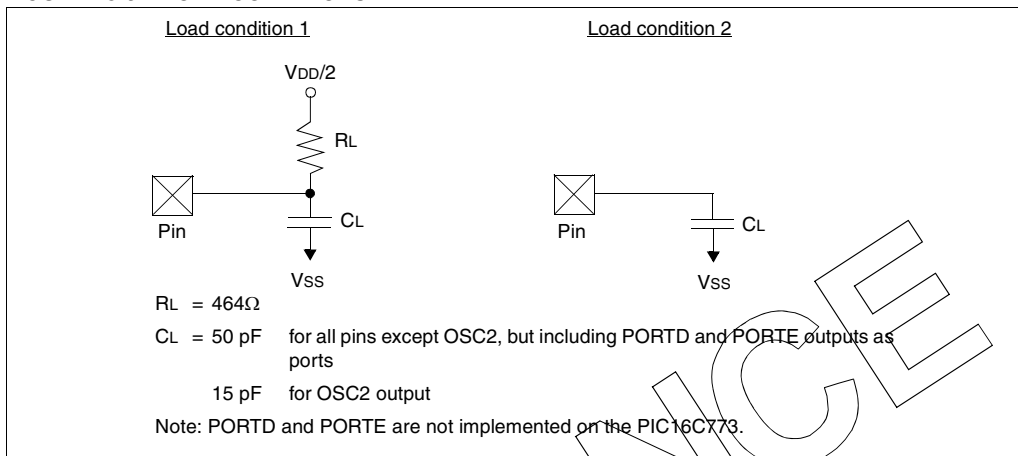 Load condition 1
Load condition 2
VDD/2
RL
Pin
CL
VSS
Pin
CL
VSS
RL = 464Ω
CL = 50 pF for all pins except OSC2, but including PORTD and PORTE outputs as
ports
15 pF for OSC2 output
Note: PORTD and PORTE are not implemented on the PIC16C773.
NCE